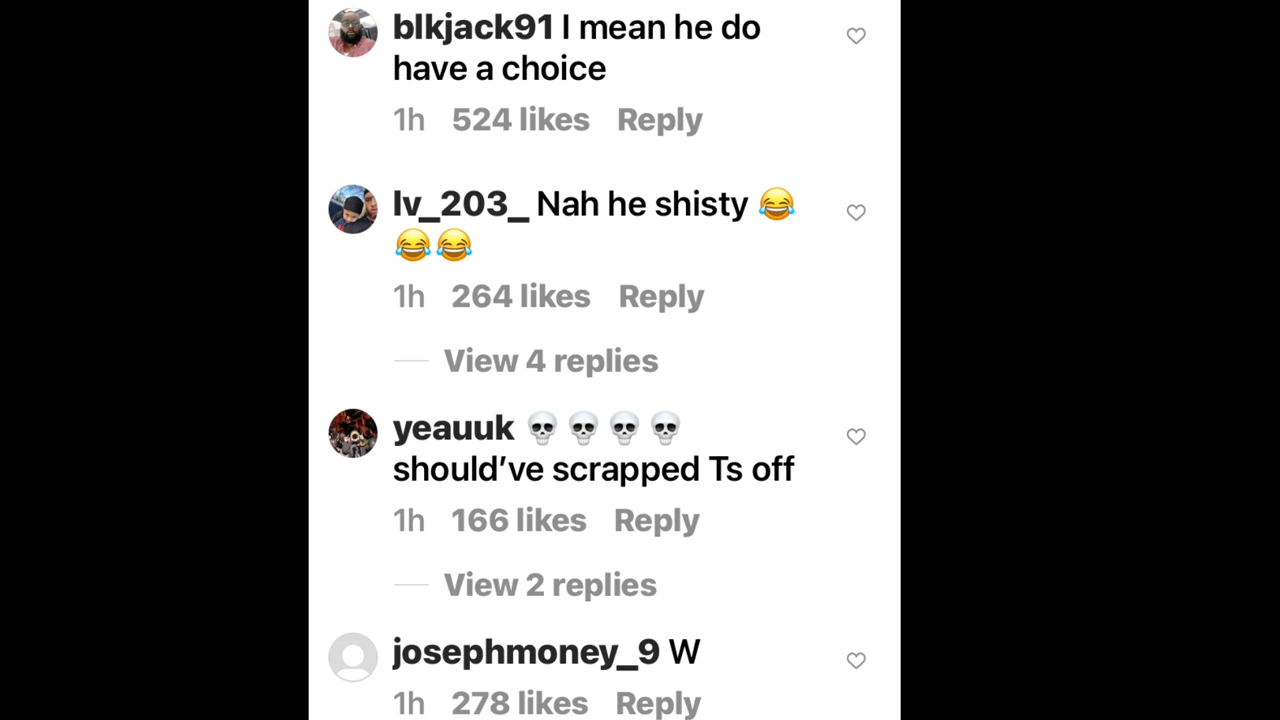 blkjack91 I mean he do
have a choice
1h 524 likes Reply
lv_203_ Nah he shisty 😂
😂😂
1h 264 likes Reply
View 4 replies
yeauuk 💀💀💀💀
should’ve scrapped Ts off
1h 166 likes Reply
View 2 replies
josephmoney_9 W
1h 278 likes Reply